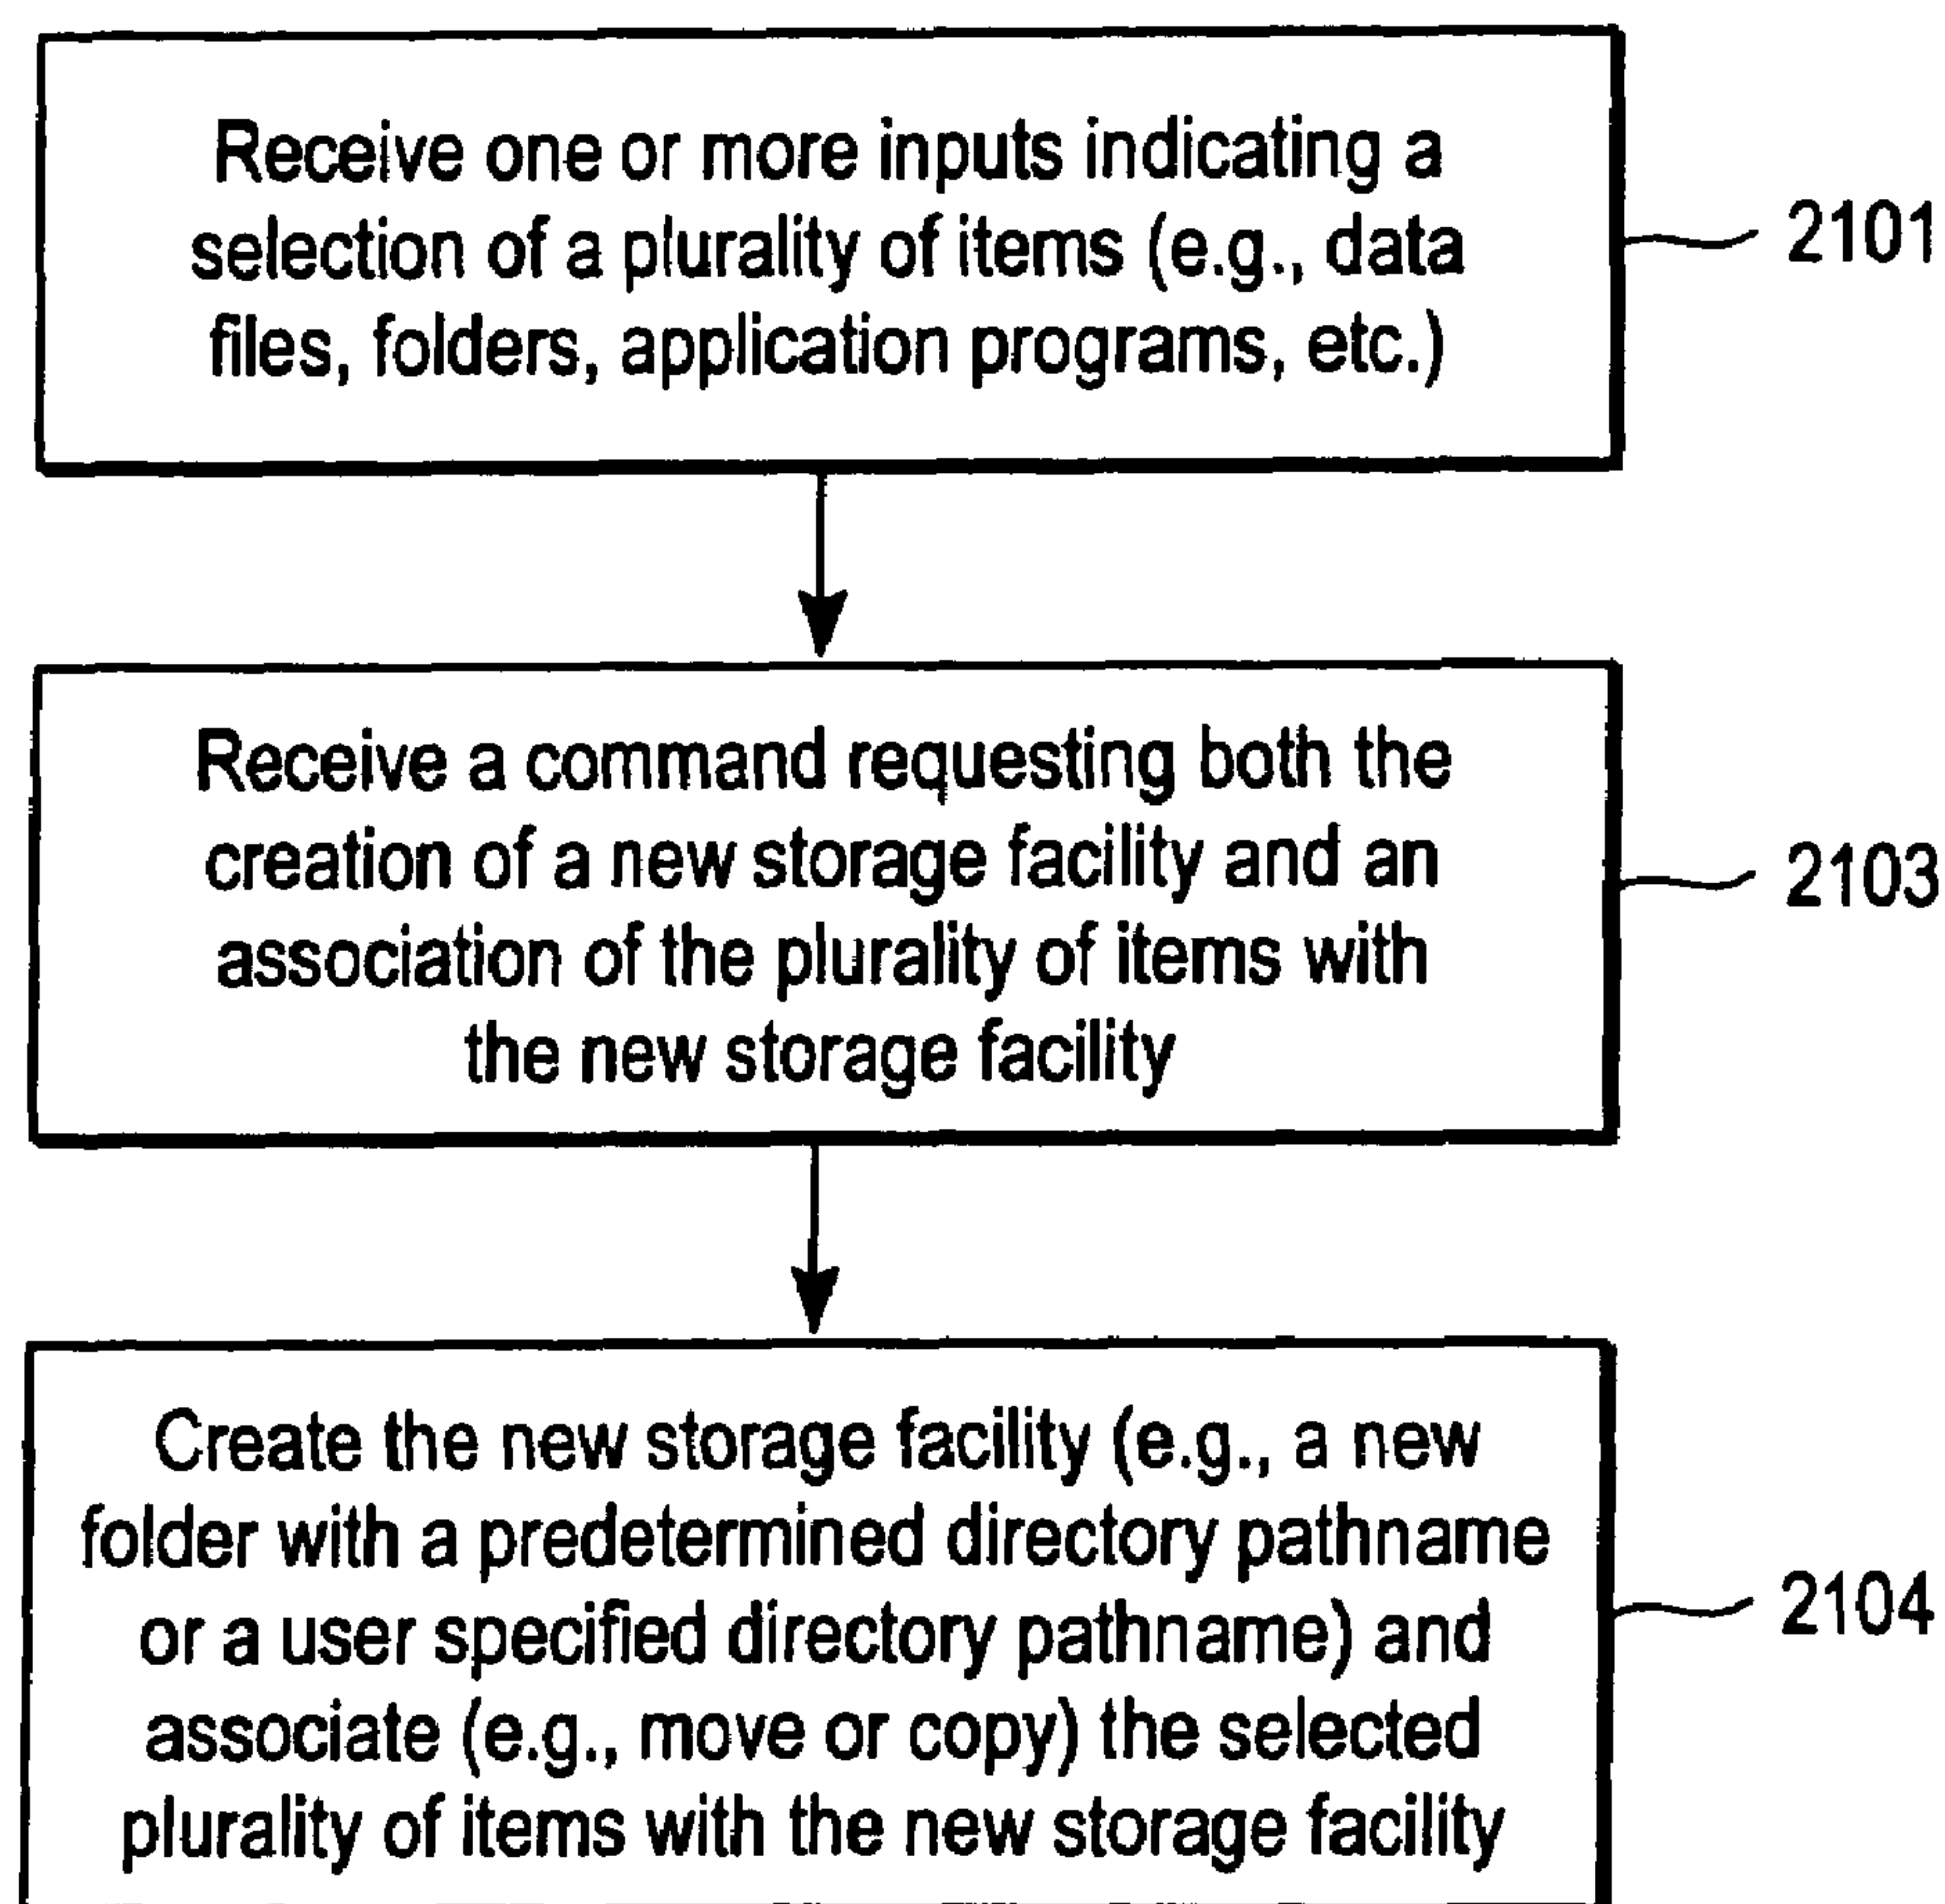 Receive one or more inputs indicating a
selection of a plurality of items (e.g., data
files, folders, application programs, etc.)
2101
Receive a command requesting both the
creation of a new storage facility and an
association of the plurality of items with
the new storage facility
2103
Create the new storage facility (e.g., a new
folder with a predetermined directory pathname
or a user specified directory pathname) and
associate (e.g., move or copy) the selected
plurality of items with the new storage facility
2104